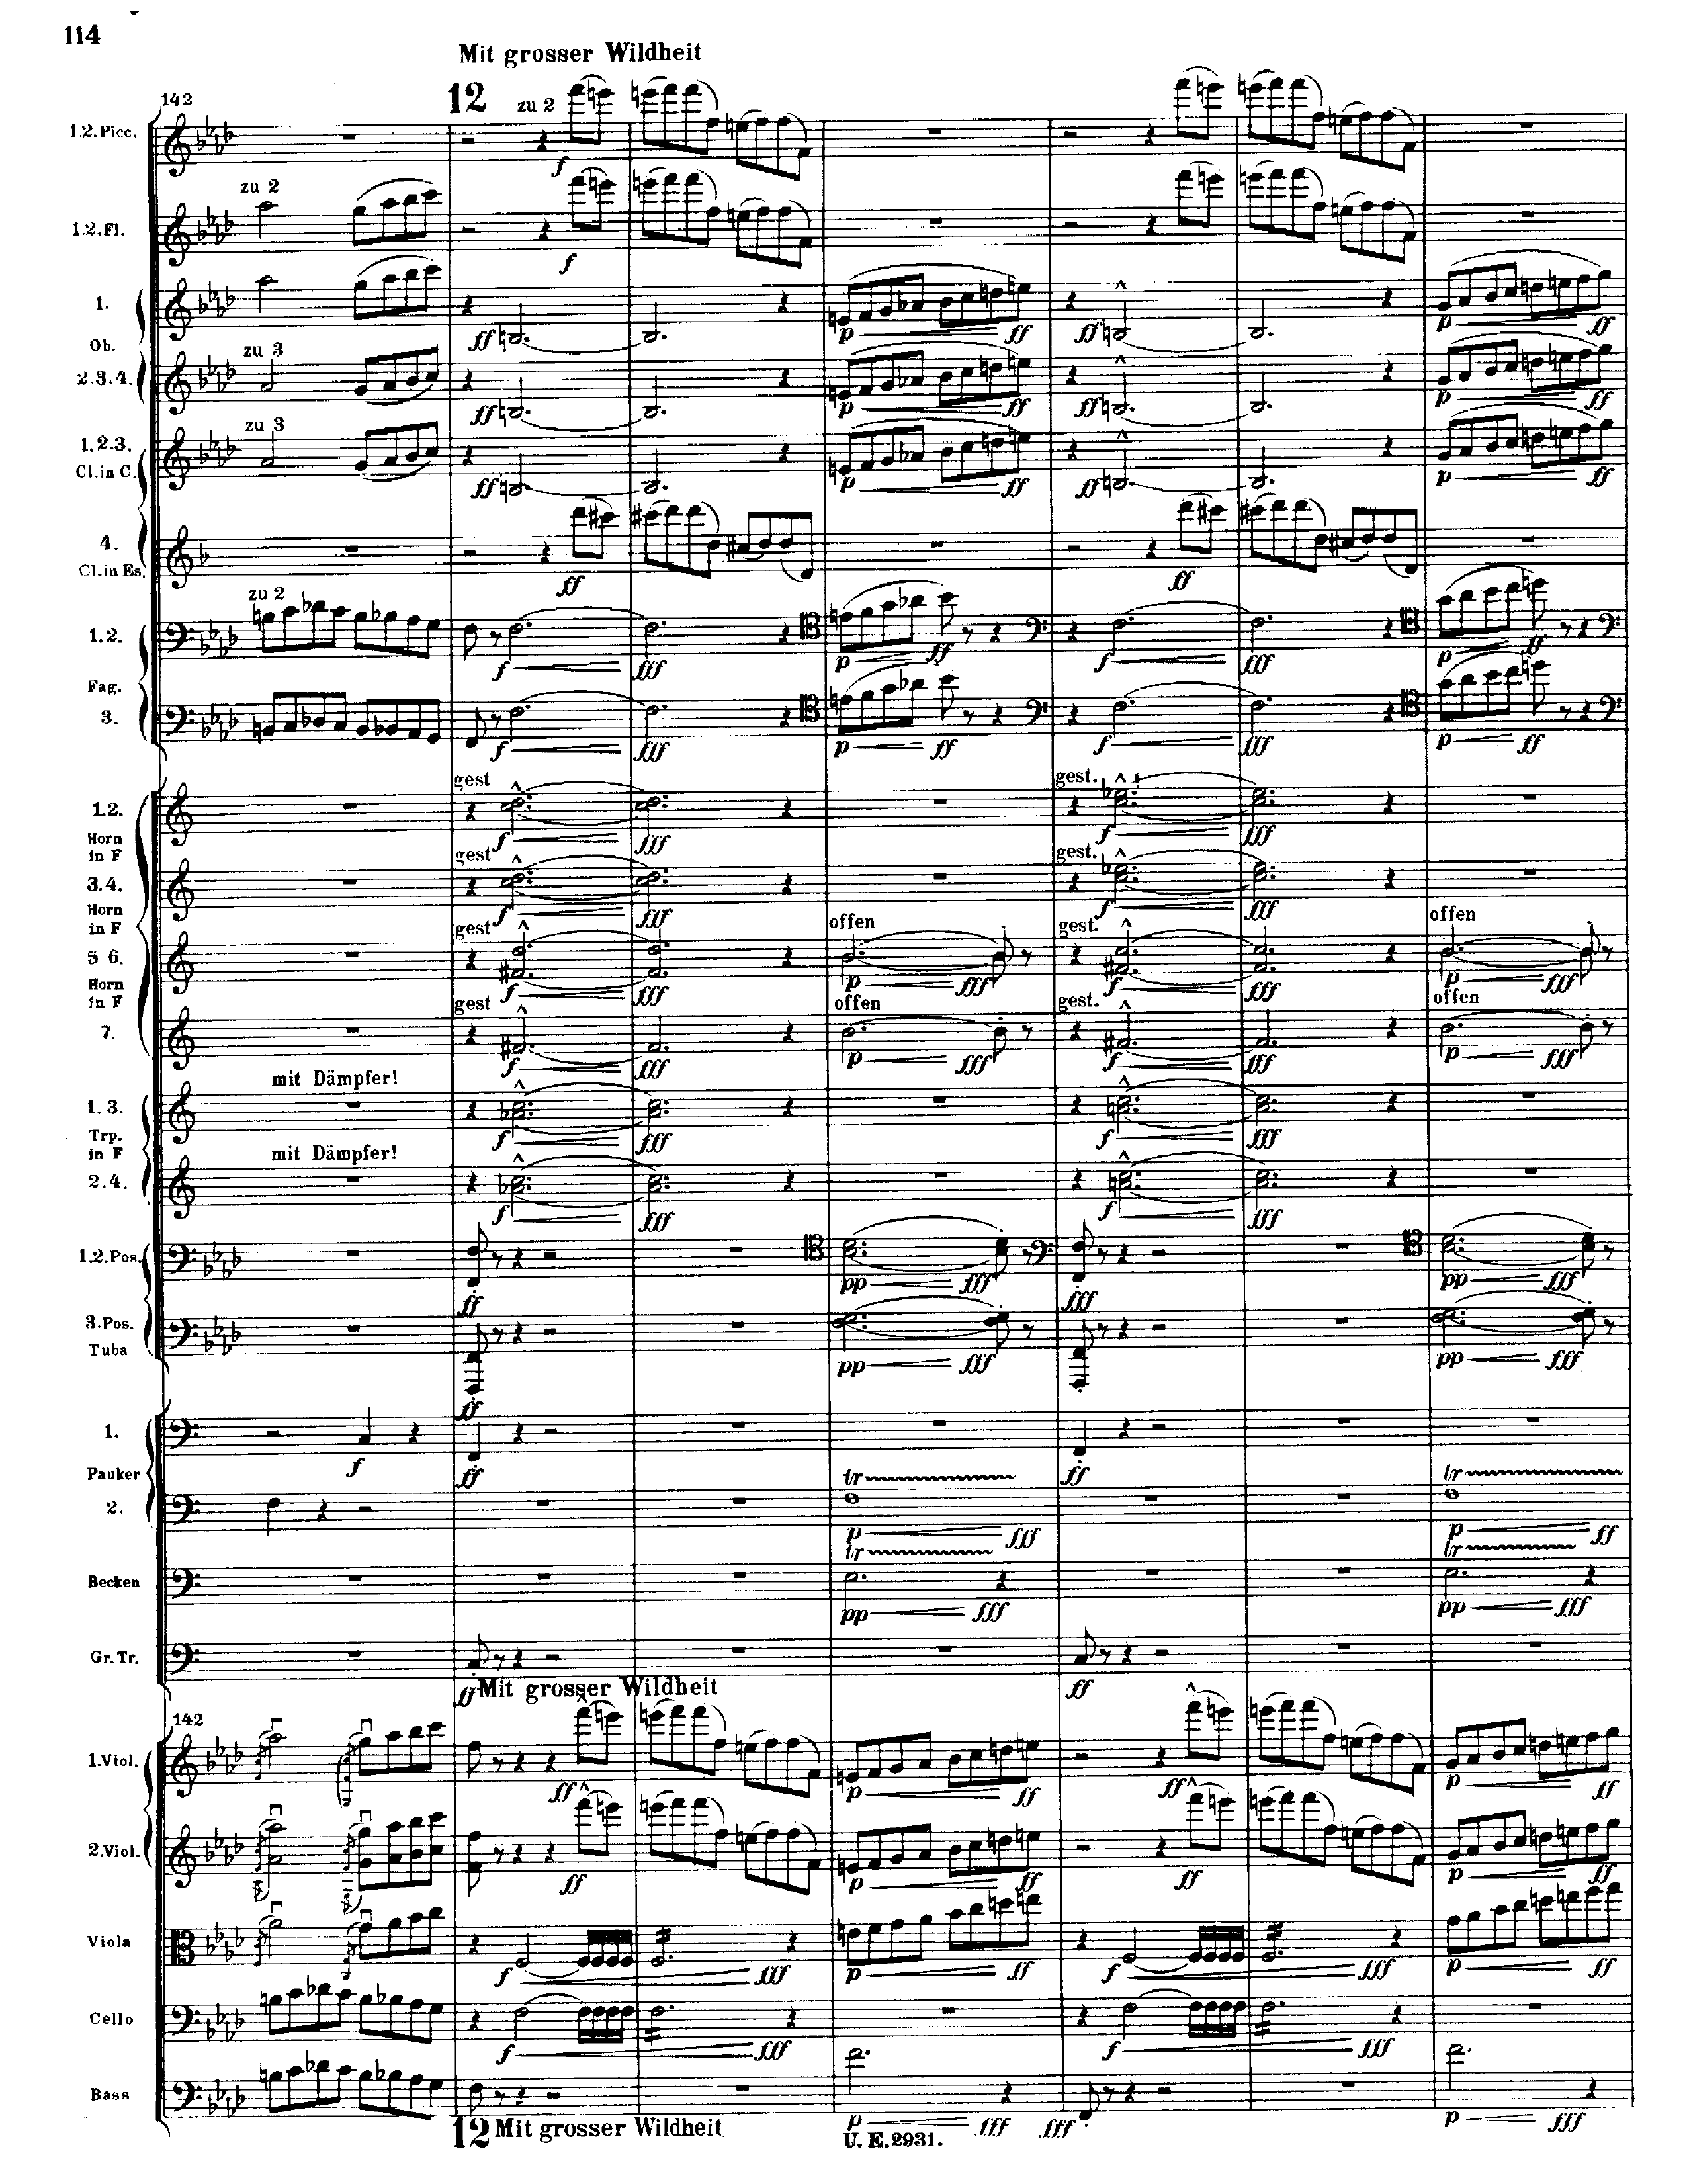 114
Mit grosser Wildheit
142
12
zu 2
1.2. Picc.
f
zu 2
1.2. Fl.
f
1.
ff
p
ff
ff
p
ff
Ob.
zu 3
2.3.4.
ff
p
ff
ff
p
ff
zu 3
1.2.3.
Cl. in C.
ff
p
ff
ff
p
ff
4.
Cl. in Es.
ff
ff
zu 2
1.2.
f
fff
p
ff
f
fff
p
ff
Fag.
3.
f
fff
p
ff
f
fff
p
ff
gest
gest.
1.2.
Horn
in F
f
fff
f
fff
gest
gest.
3.4.
Horn
in F
f
fff
f
fff
gest
offen
gest.
offen
5 6.
Horn
in F
f
fff
p
fff
f
fff
p
fff
gest
offen
gest.
offen
7.
f
fff
p
fff
f
fff
p
fff
mit Dämpfer!
1. 3.
Trp.
in F
f
fff
f
fff
mit Dämpfer!
2. 4.
f
fff
f
fff
1.2. Pos.
ff
pp
fff
fff
pp
fff
3. Pos.
Tuba
ff
pp
fff
pp
fff
1.
f
ff
ff
Pauker
tr
tr
2.
p
fff
p
ff
tr
tr
Becken
pp
fff
pp
fff
Gr. Tr.
ff
ff
Mit grosser Wildheit
142
1. Viol.
ff
p
ff
ff
p
ff
2. Viol.
ff
p
ff
ff
p
ff
Viola
f
fff
p
ff
f
fff
p
ff
Cello
f
fff
f
fff
Bass
p
fff
fff
p
fff
12 Mit grosser Wildheit
U. E. 2931.